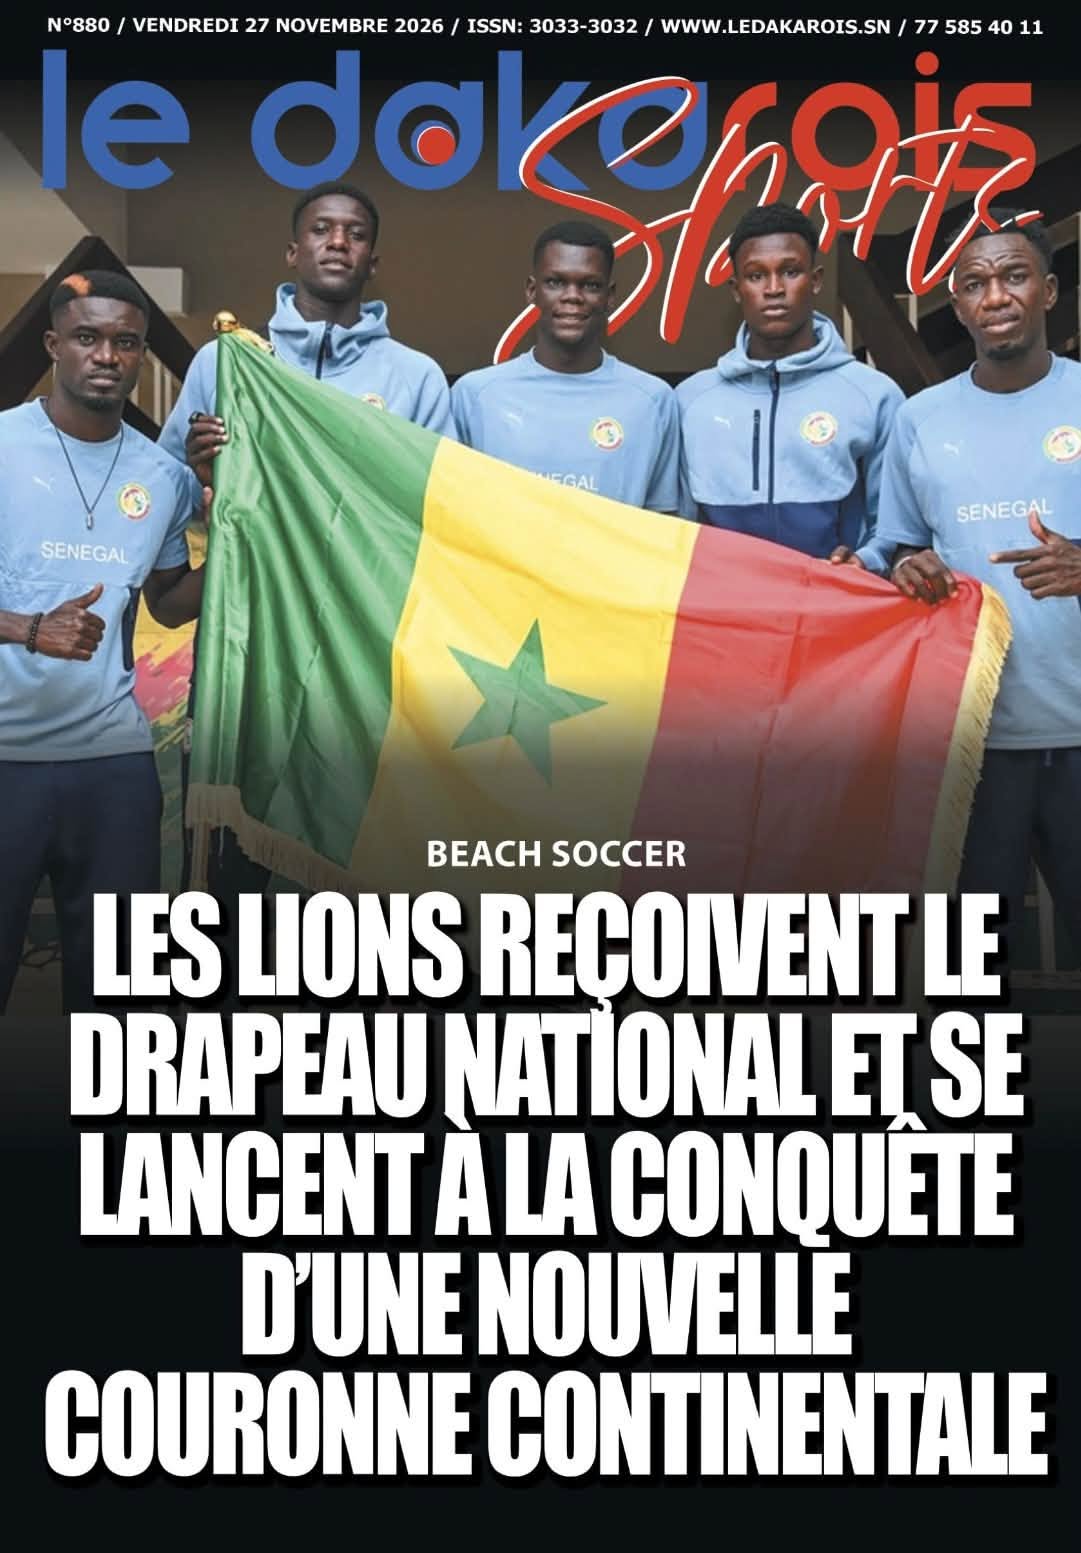 N°880 / VENDREDI 27 NOVEMBRE 2026 / ISSN: 3033-3032 / WWW.LEDAKAROIS.SN / 77 585 40 11
le dakarois
Sports
SENEGAL
SENEGAL
BEACH SOCCER
LES LIONS REÇOIVENT LE
DRAPEAU NATIONAL ET SE
LANCENT À LA CONQUÊTE
D’UNE NOUVELLE
COURONNE CONTINENTALE